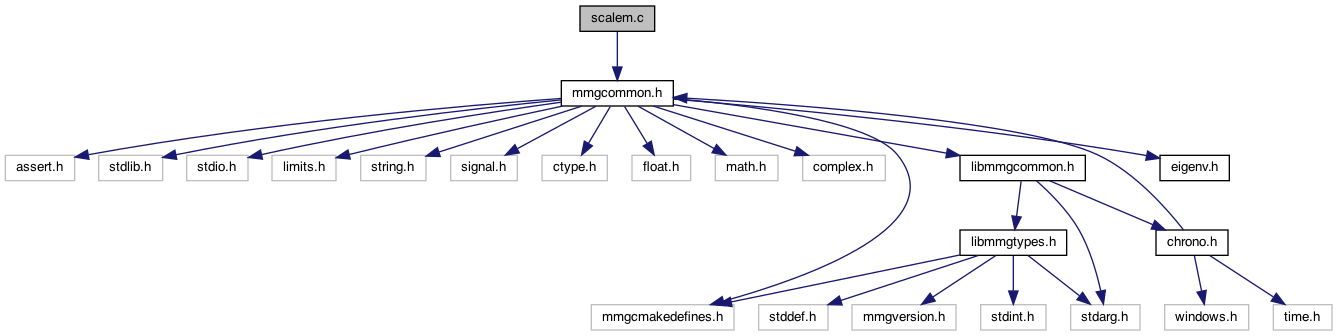 scalem.c
mmgcommon.h
assert.h
stdlib.h
stdio.h
limits.h
string.h
signal.h
ctype.h
float.h
math.h
complex.h
libmmgcommon.h
eigenv.h
libmmgtypes.h
chrono.h
mmgcmakedefines.h
stddef.h
mmgversion.h
stdint.h
stdarg.h
windows.h
time.h